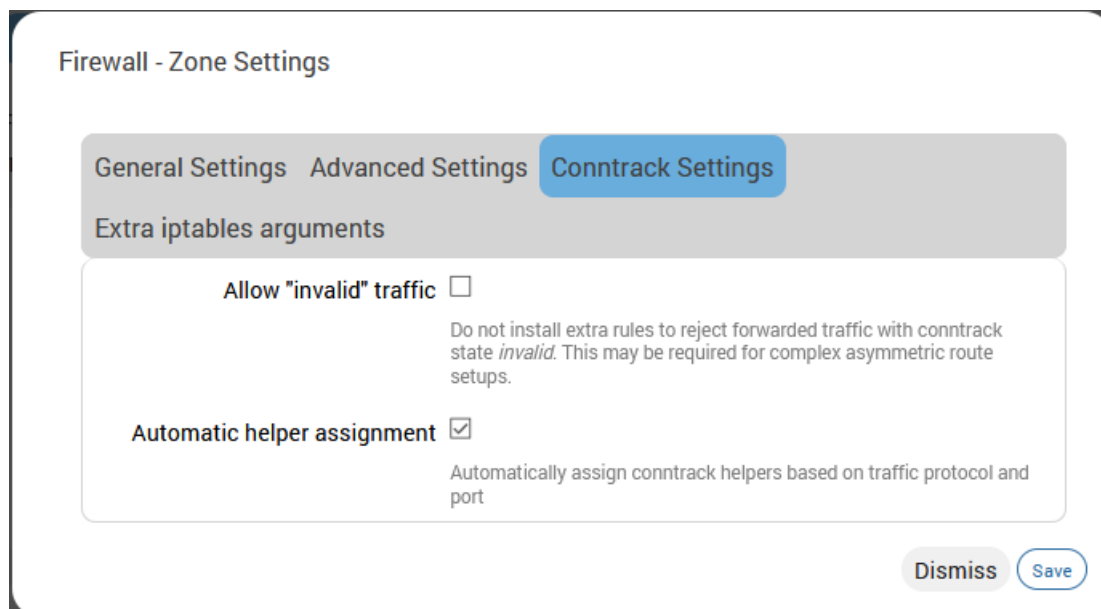 Firewall - Zone Settings
General Settings Advanced Settings Conntrack Settings
Extra iptables arguments
Allow "invalid" traffic
Do not install extra rules to reject forwarded traffic with conntrack
state invalid. This may be required for complex asymmetric route
setups.
Automatic helper assignment
Automatically assign conntrack helpers based on traffic protocol and
port
Dismiss Save